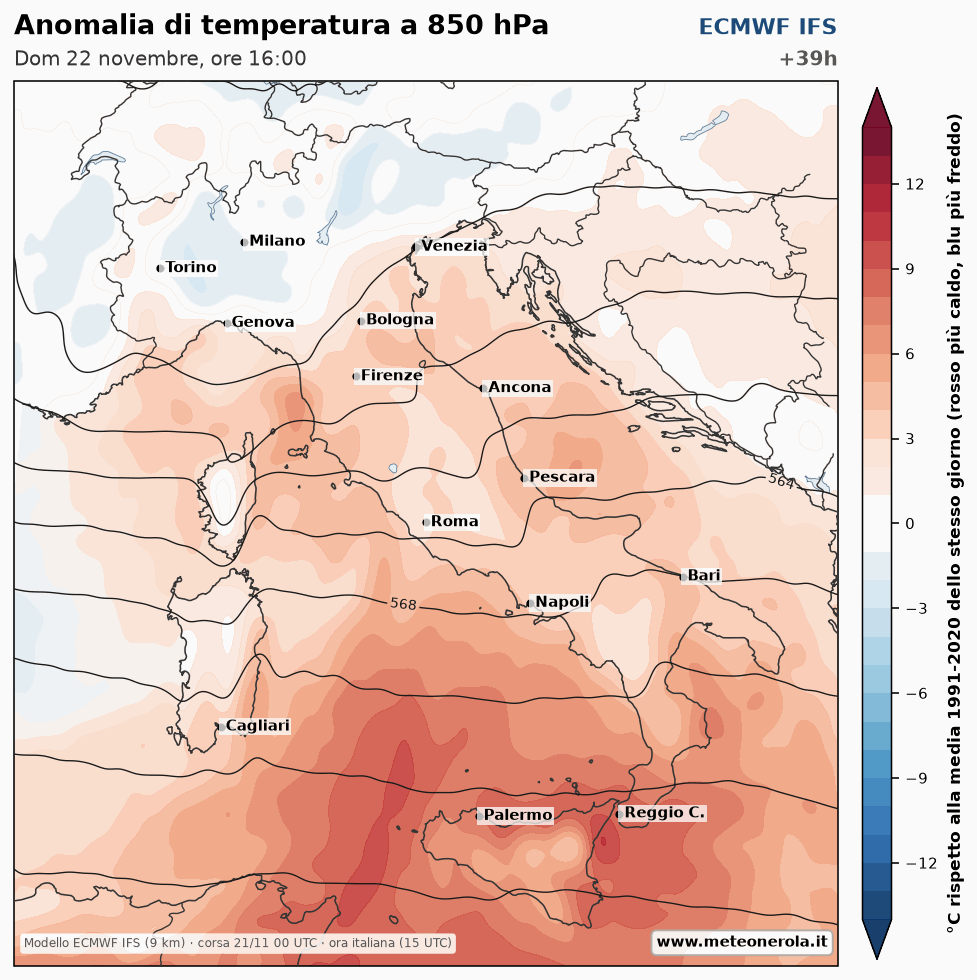 Anomalia di temperatura a 850 hPa
ECMWF IFS
Dom 22 novembre, ore 16:00
+39h
Milano
Venezia
Torino
Genova
Bologna
Firenze
Ancona
Pescara
564
Roma
Bari
568
Napoli
Cagliari
Palermo
Reggio C.
Modello ECMWF IFS (9 km) · corsa 21/11 00 UTC · ora italiana (15 UTC)
www.meteonerola.it
12
9
6
3
0
−3
−6
−9
−12
°C rispetto alla media 1991-2020 dello stesso giorno (rosso più caldo, blu più freddo)